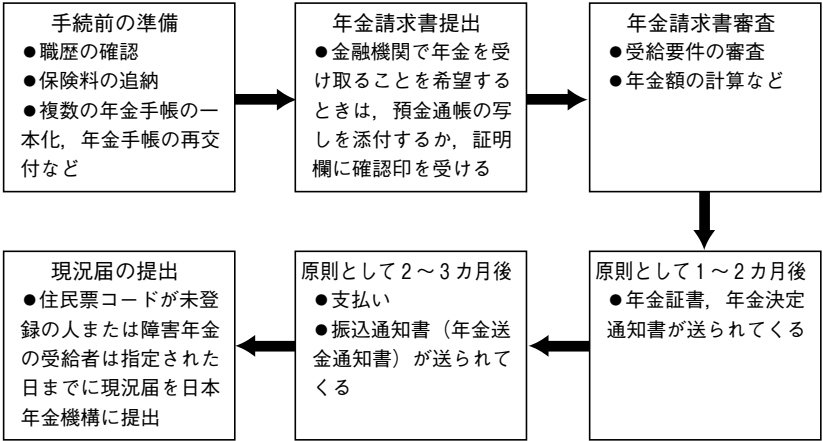 手続前の準備
●職歴の確認
●保険料の追納
●複数の年金手帳の一
本化，年金手帳の再交
付など
年金請求書提出
●金融機関で年金を受
け取ることを希望する
ときは，預金通帳の写
しを添付するか，証明
欄に確認印を受ける
年金請求書審査
●受給要件の審査
●年金額の計算など
原則として1～2カ月後
●年金証書，年金決定
通知書が送られてくる
原則として2～3カ月後
●支払い
●振込通知書（年金送
金通知書）が送られて
くる
現況届の提出
●住民票コードが未登
録の人または障害年金
の受給者は指定された
日までに現況届を日本
年金機構に提出